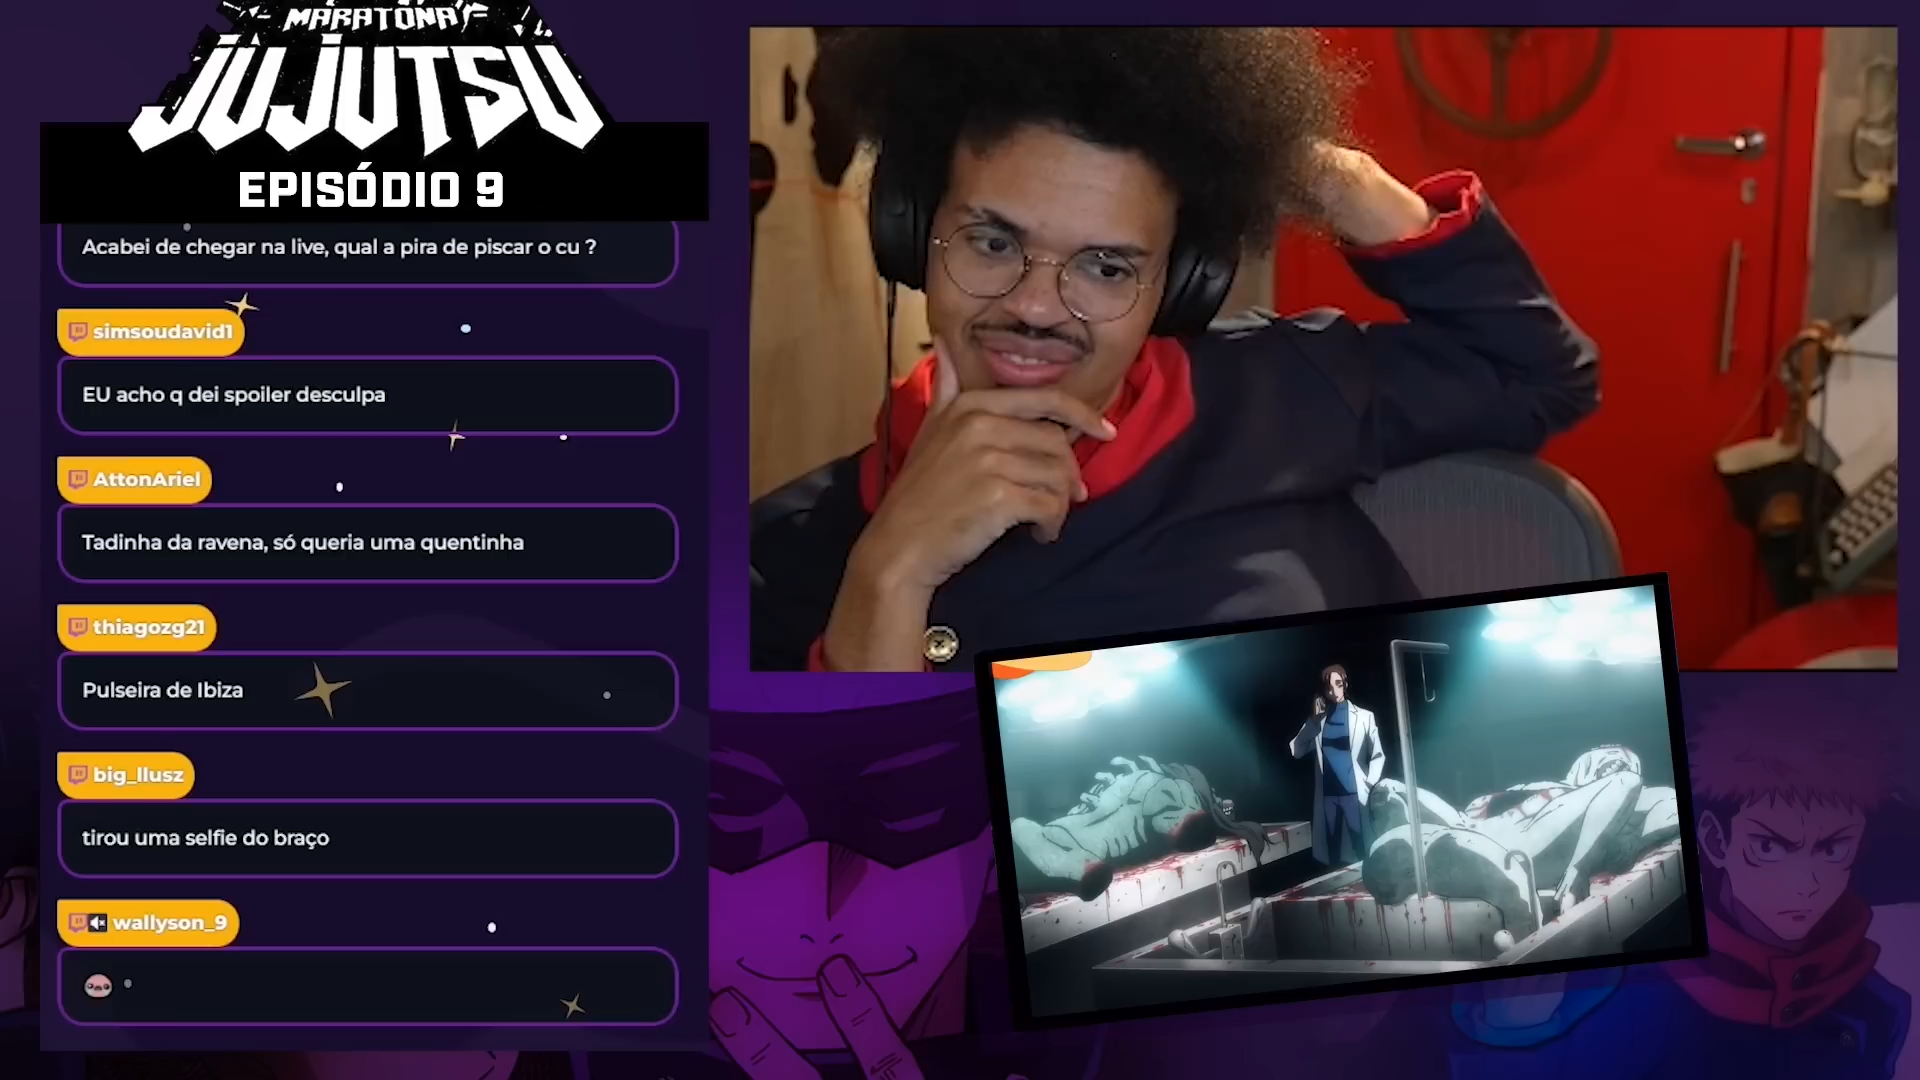 MARATONA
JUJUTSU
EPISÓDIO 9
Acabei de chegar na live, qual a pira de piscar o cu ?
simsoudavid1
EU acho q dei spoiler desculpa
AttonAriel
Tadinha da ravena, só queria uma quentinha
thiagozg21
Pulseira de Ibiza
big_llusz
tirou uma selfie do braço
wallyson_9